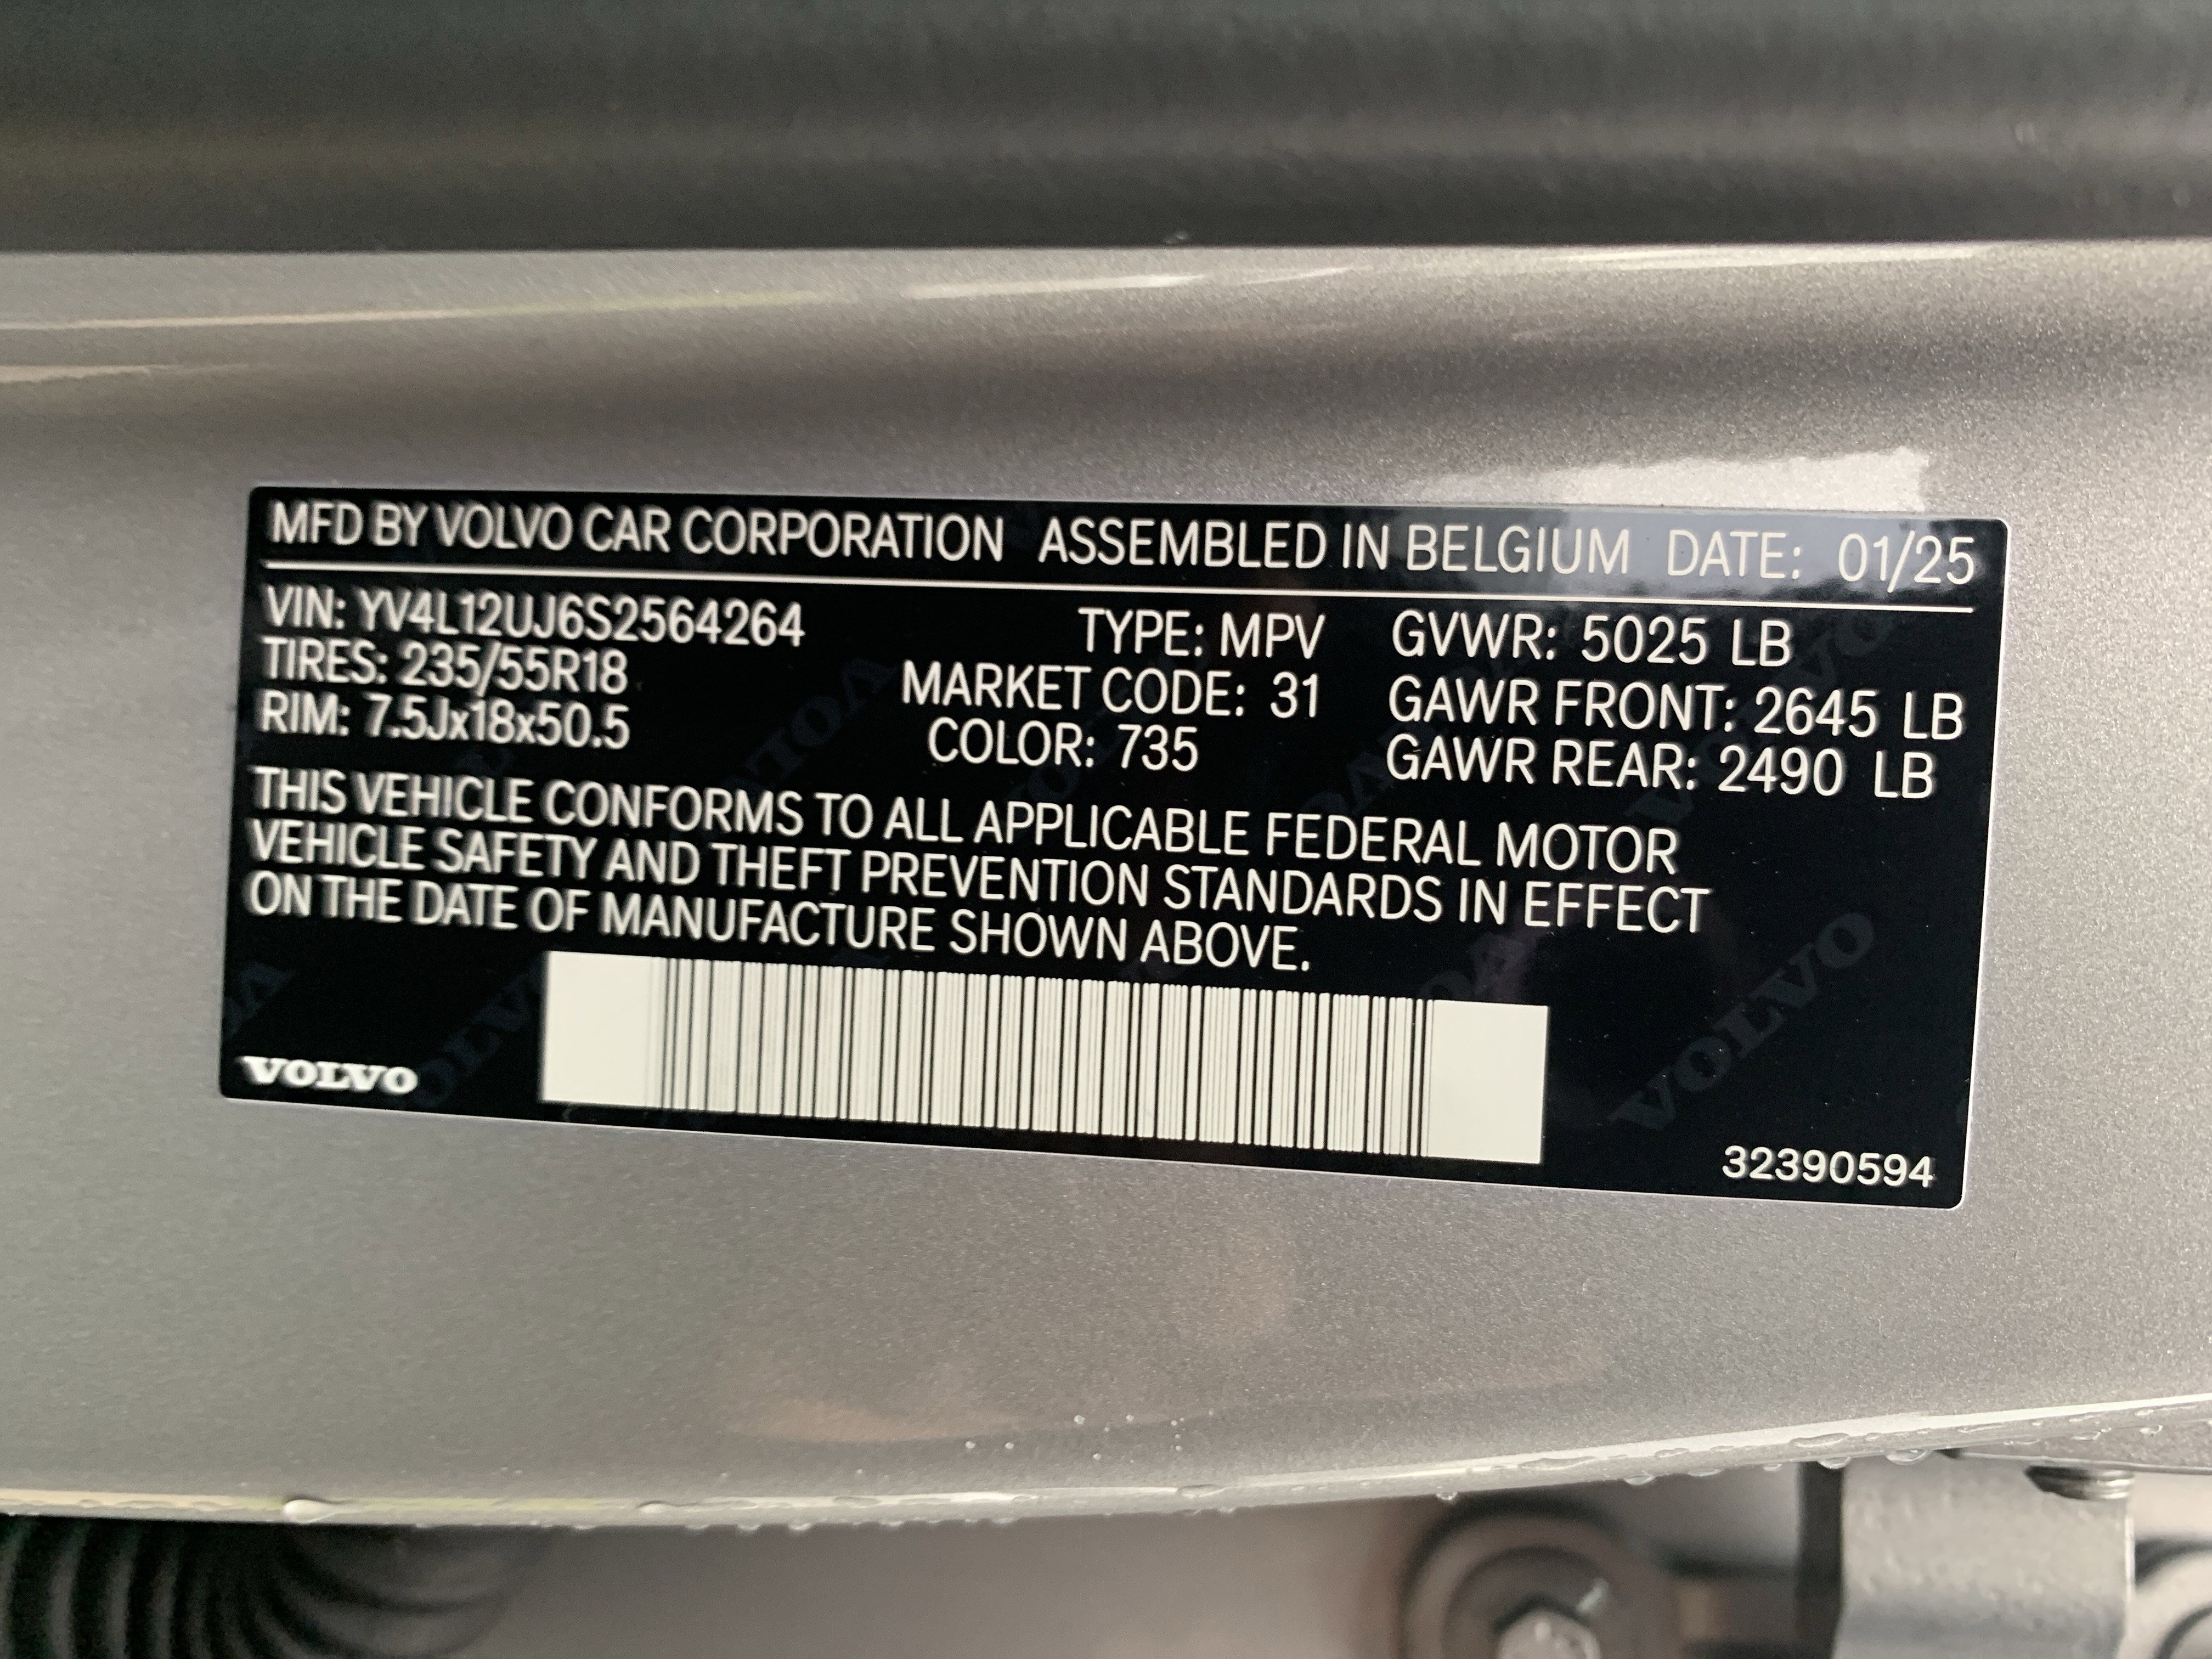 MFD BY VOLVO CAR CORPORATION ASSEMBLED IN BELGIUM DATE: 01/25
VIN: YV4L12UJ6S2564264 TYPE: MPV GVWR: 5025 LB
TIRES: 235/55R18 MARKET CODE: 31 GAWR FRONT: 2645 LB
RIM: 7.5Jx18x50.5 COLOR: 735 GAWR REAR: 2490 LB
THIS VEHICLE CONFORMS TO ALL APPLICABLE FEDERAL MOTOR
VEHICLE SAFETY AND THEFT PREVENTION STANDARDS IN EFFECT
ON THE DATE OF MANUFACTURE SHOWN ABOVE.
VOLVO
32390594